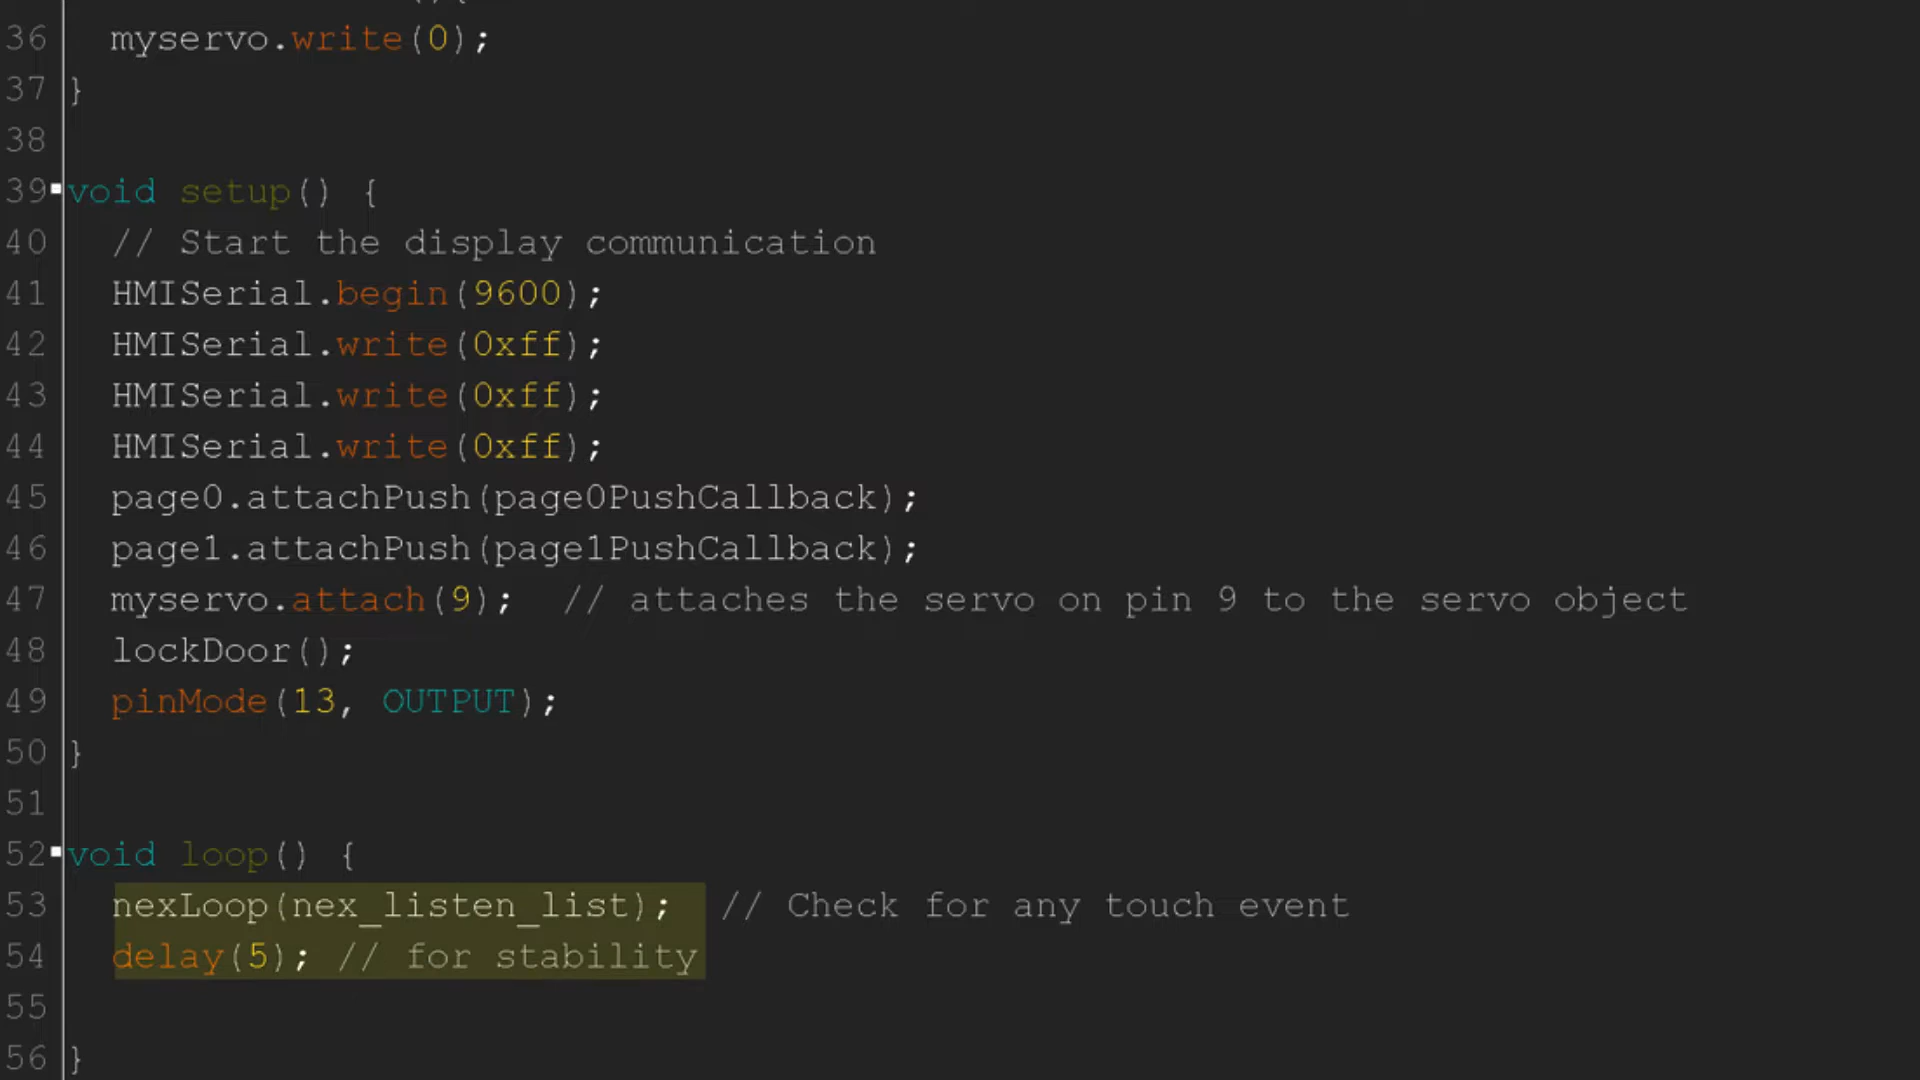 36 myservo.write(0);
37 }
38
39 void setup() {
40 // Start the display communication
41 HMISerial.begin(9600);
42 HMISerial.write(0xff);
43 HMISerial.write(0xff);
44 HMISerial.write(0xff);
45 page0.attachPush(page0PushCallback);
46 page1.attachPush(page1PushCallback);
47 myservo.attach(9); // attaches the servo on pin 9 to the servo object
48 lockDoor();
49 pinMode(13, OUTPUT);
50 }
51
52 void loop() {
53 nexLoop(nex_listen_list); // Check for any touch event
54 delay(5); // for stability
55
56 }